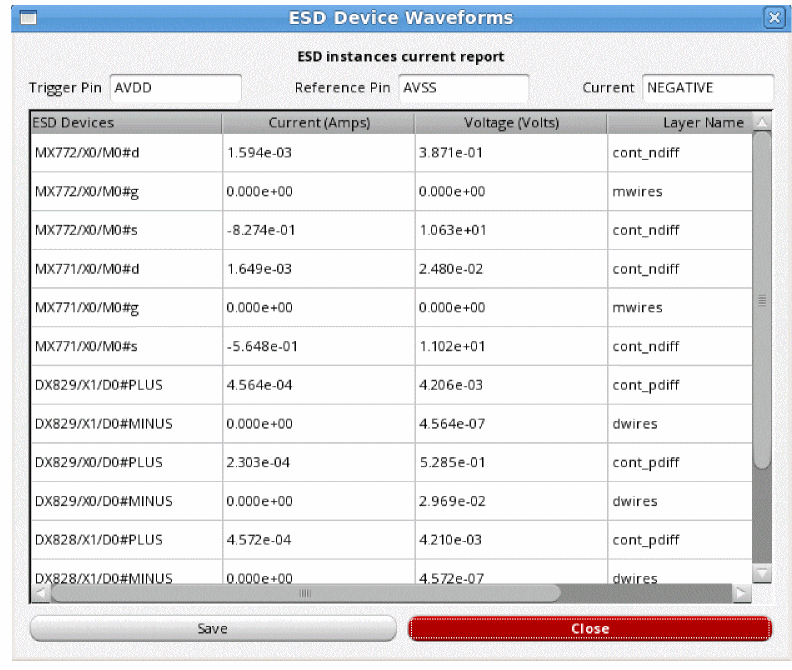 ESD Device Waveforms
ESD instances current report
Trigger Pin AVDD Reference Pin AVSS Current NEGATIVE
ESD Devices Current (Amps) Voltage (Volts) Layer Name
MX772/X0/M0#d 1.594e-03 3.871e-01 cont_ndiff
MX772/X0/M0#g 0.000e+00 0.000e+00 mwires
MX772/X0/M0#s -8.274e-01 1.063e+01 cont_ndiff
MX771/X0/M0#d 1.649e-03 2.480e-02 cont_ndiff
MX771/X0/M0#g 0.000e+00 0.000e+00 mwires
MX771/X0/M0#s -5.648e-01 1.102e+01 cont_ndiff
DX829/X1/D0#PLUS 4.564e-04 4.206e-03 cont_pdiff
DX829/X1/D0#MINUS 0.000e+00 4.564e-07 dwires
DX829/X0/D0#PLUS 2.303e-04 5.285e-01 cont_pdiff
DX829/X0/D0#MINUS 0.000e+00 2.969e-02 dwires
DX828/X1/D0#PLUS 4.572e-04 4.210e-03 cont_pdiff
DX828/X1/D0#MINUS 0.000e+00 4.572e-07 dwires
Save Close